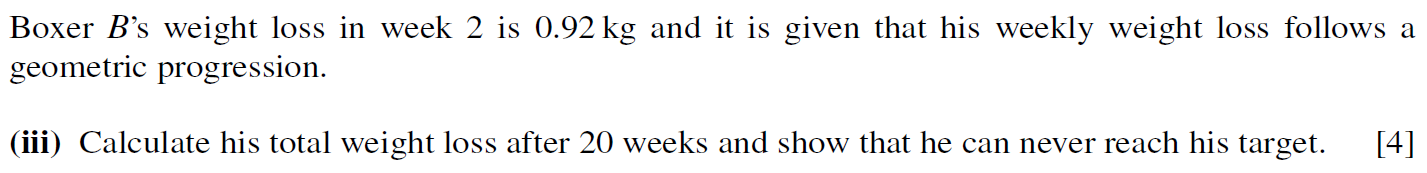 Boxer B’s weight loss in week 2 is 0.92 kg and it is given that his weekly weight loss follows a
geometric progression.
(iii) Calculate his total weight loss after 20 weeks and show that he can never reach his target. [4]